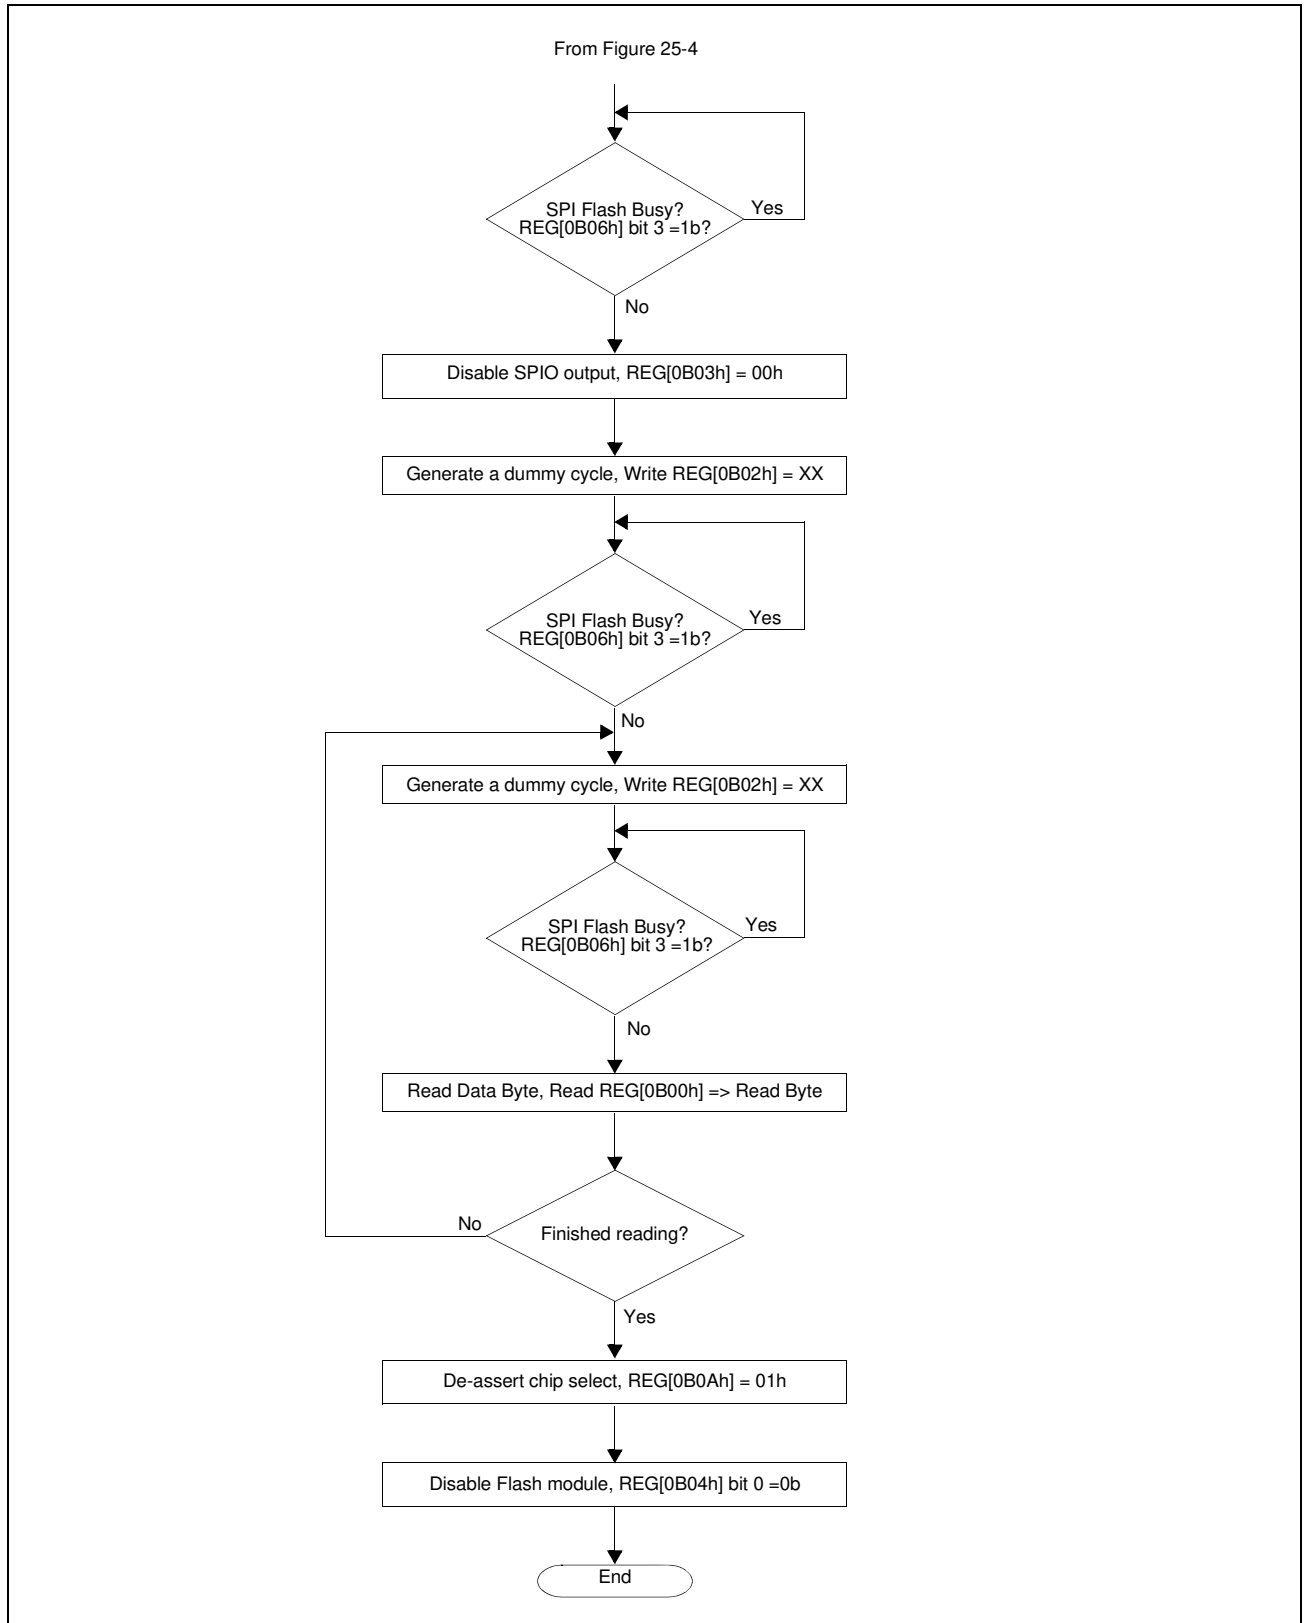 From Figure 25-4
SPI Flash Busy?
REG[0B06h] bit 3 =1b?
Yes
No
Disable SPIO output, REG[0B03h] = 00h
Generate a dummy cycle, Write REG[0B02h] = XX
SPI Flash Busy?
REG[0B06h] bit 3 =1b?
Yes
No
Generate a dummy cycle, Write REG[0B02h] = XX
SPI Flash Busy?
REG[0B06h] bit 3 =1b?
Yes
No
Read Data Byte, Read REG[0B00h] => Read Byte
No
Finished reading?
Yes
De-assert chip select, REG[0B0Ah] = 01h
Disable Flash module, REG[0B04h] bit 0 =0b
End